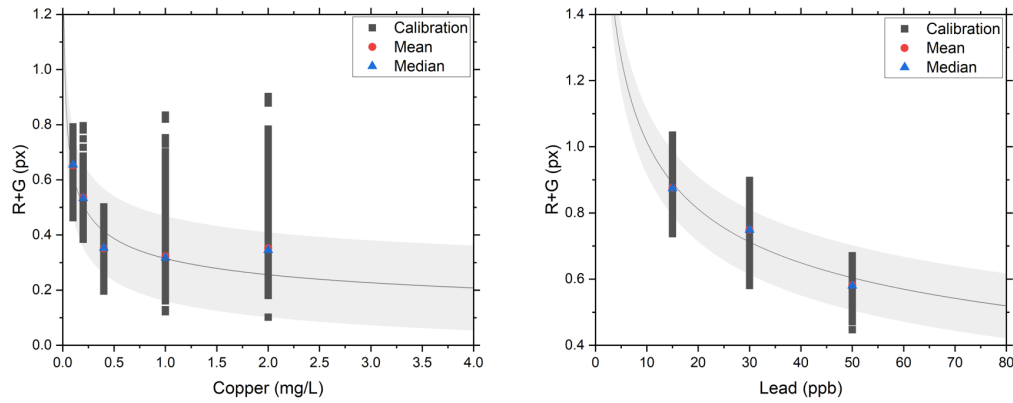 1.2
1.0
0.8
0.6
0.4
0.2
0.0
R+G (px)
Calibration
Mean
Median
0.0 0.5 1.0 1.5 2.0 2.5 3.0 3.5 4.0
Copper (mg/L)
1.4
1.2
1.0
0.8
0.6
0.4
R+G (px)
Calibration
Mean
Median
0 10 20 30 40 50 60 70 80
Lead (ppb)